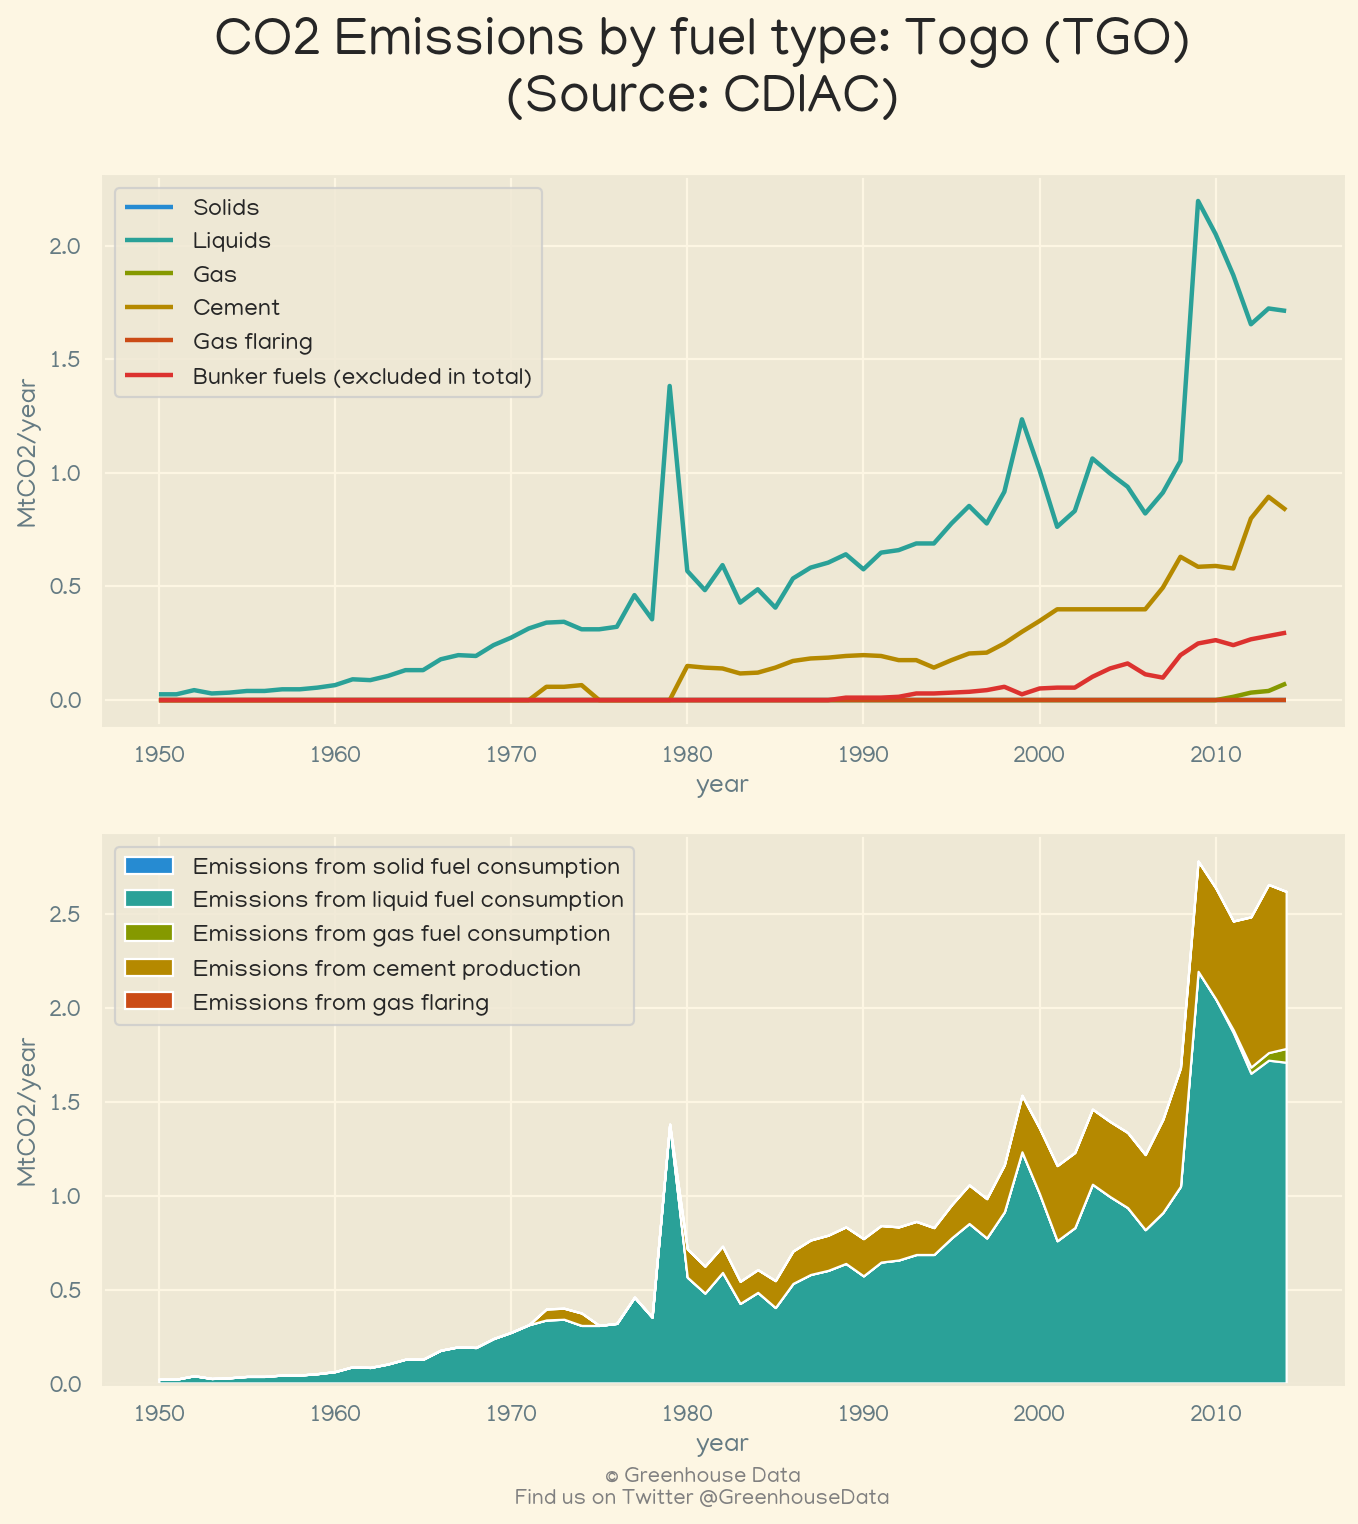 CO2 Emissions by fuel type: Togo (TGO)
(Source: CDIAC)
Solids
Liquids
Gas
Cement
Gas flaring
Bunker fuels (excluded in total)
2.0
1.5
1.0
0.5
0.0
MtCO2/year
1950 1960 1970 1980 1990 2000 2010
year
Emissions from solid fuel consumption
Emissions from liquid fuel consumption
Emissions from gas fuel consumption
Emissions from cement production
Emissions from gas flaring
2.5
2.0
1.5
1.0
0.5
0.0
MtCO2/year
1950 1960 1970 1980 1990 2000 2010
year
© Greenhouse Data
Find us on Twitter @GreenhouseData